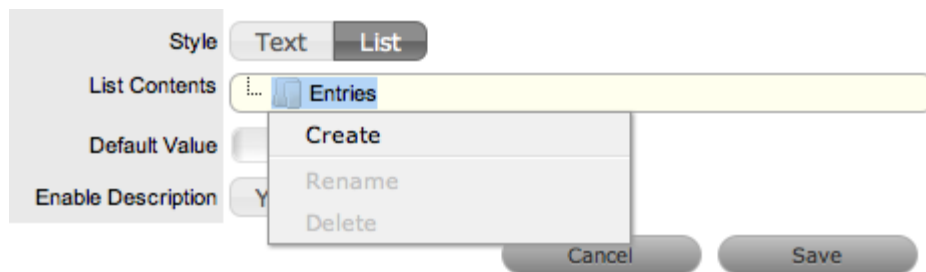 Style Text List
List Contents Entries
Create
Default Value
Rename
Enable Description Y
Delete
Cancel Save